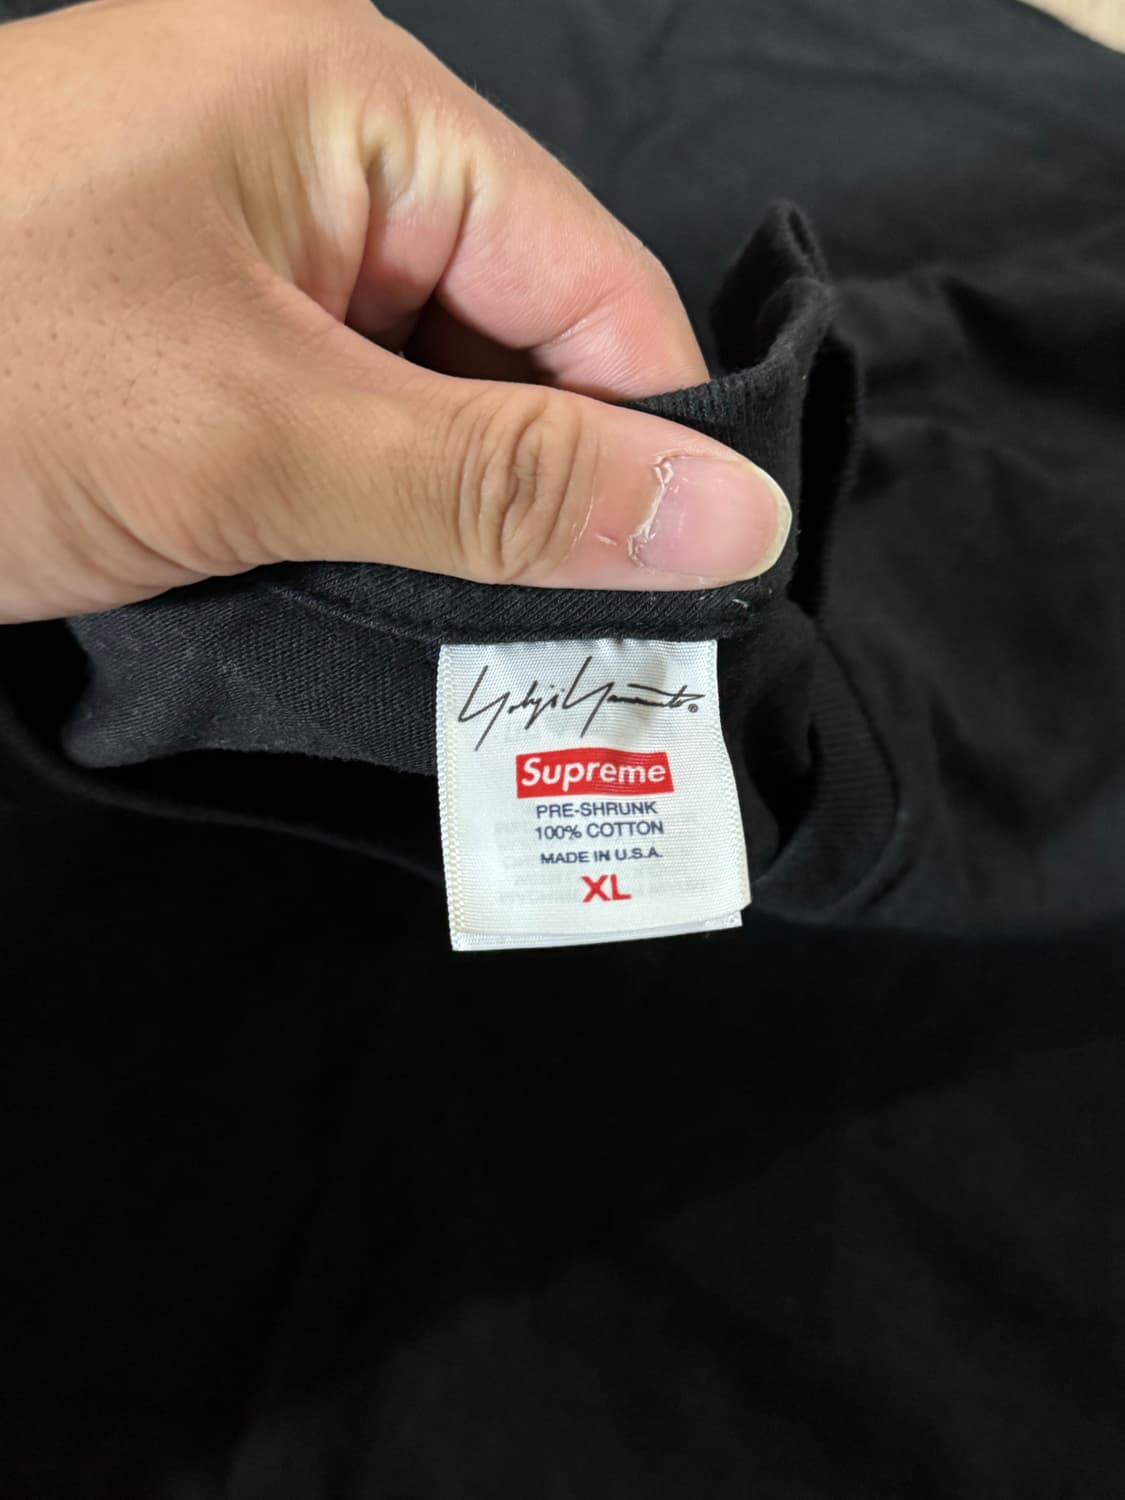 Yohji Yamamoto®
Supreme
PRE-SHRUNK
100% COTTON
MADE IN U.S.A.
XL